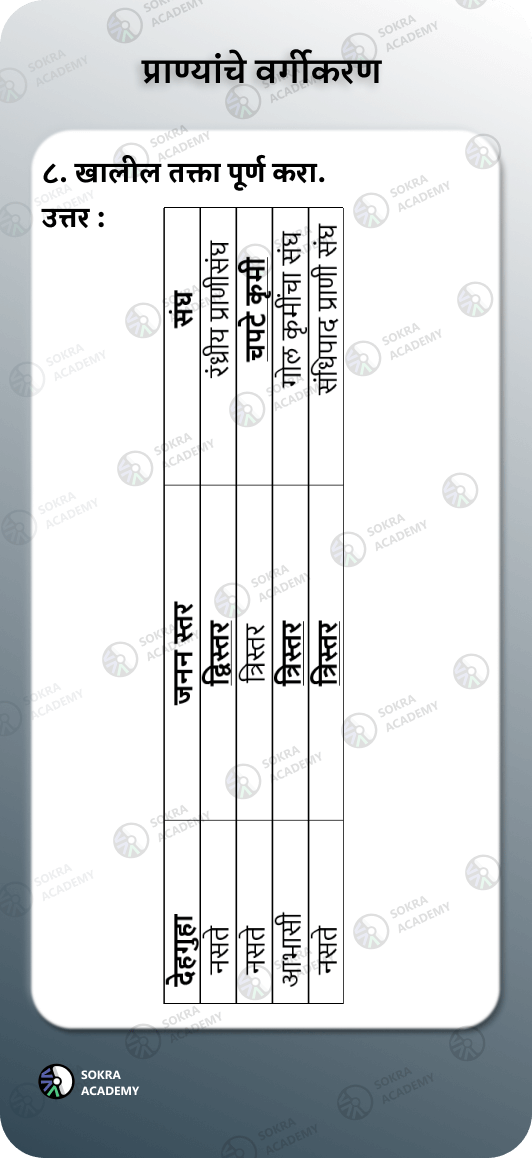 प्राण्यांचे वर्गीकरण
८. खालील तक्ता पूर्ण करा.
उत्तर :
देहगुहा जनन स्तर संघ
नसते द्विस्तर रंध्रीय प्राणीसंघ
नसते त्रिस्तर चपटे कृमी
आभासी त्रिस्तर गोल कृमींचा संघ
नसते त्रिस्तर संधिपाद प्राणी संघ
SOKRA
ACADEMY